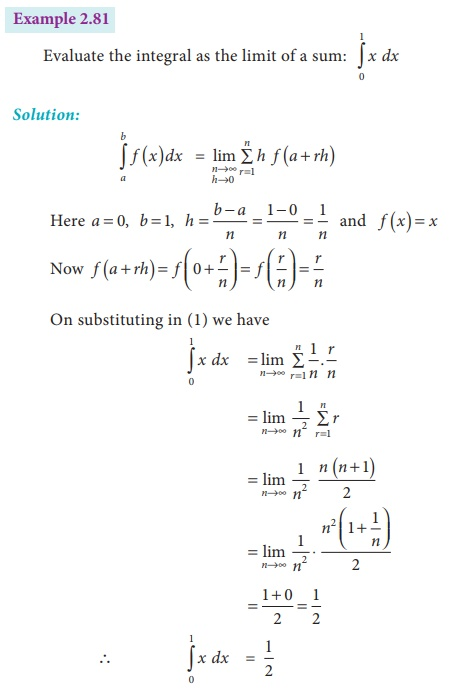 Example 2.81
Evaluate the integral as the limit of a sum: ∫₀¹ x dx
Solution:
∫ₐᵇ f(x)dx = lim_{n→∞, h→0} Σ_{r=1}^{n} h f(a+rh)
Here a=0, b=1, h = (b−a)/n = (1−0)/n = 1/n and f(x)=x
Now f(a+rh) = f(0+r/n) = f(r/n) = r/n
On substituting in (1) we have
∫₀¹ x dx = lim_{n→∞} Σ_{r=1}^{n} 1/n . r/n
= lim_{n→∞} 1/n² Σ_{r=1}^{n} r
= lim_{n→∞} 1/n² n(n+1)/2
= lim_{n→∞} 1/n² . n²(1+1/n)/2
= (1+0)/2 = 1/2
∴ ∫₀¹ x dx = 1/2